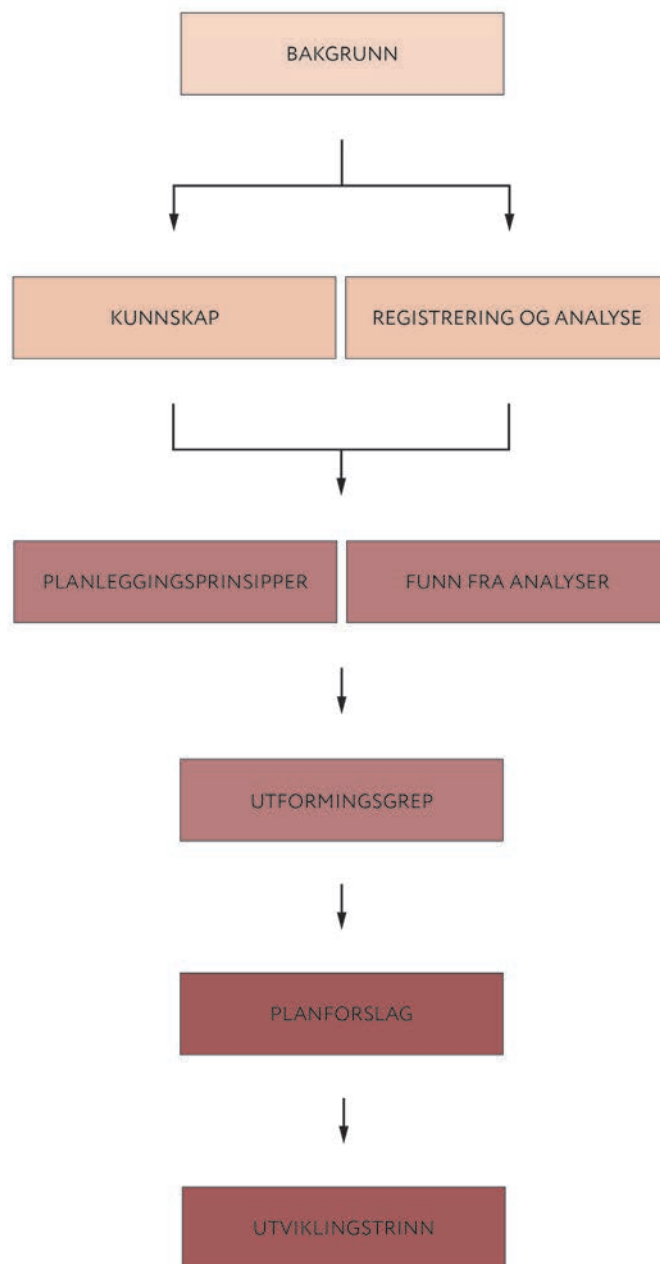 BAKGRUNN
KUNNSKAP
REGISTRERING OG ANALYSE
PLANLEGGINGSPRINSIPPER
FUNN FRA ANALYSER
UTFORMINGSGREP
PLANFORSLAG
UTVIKLINGSTRINN